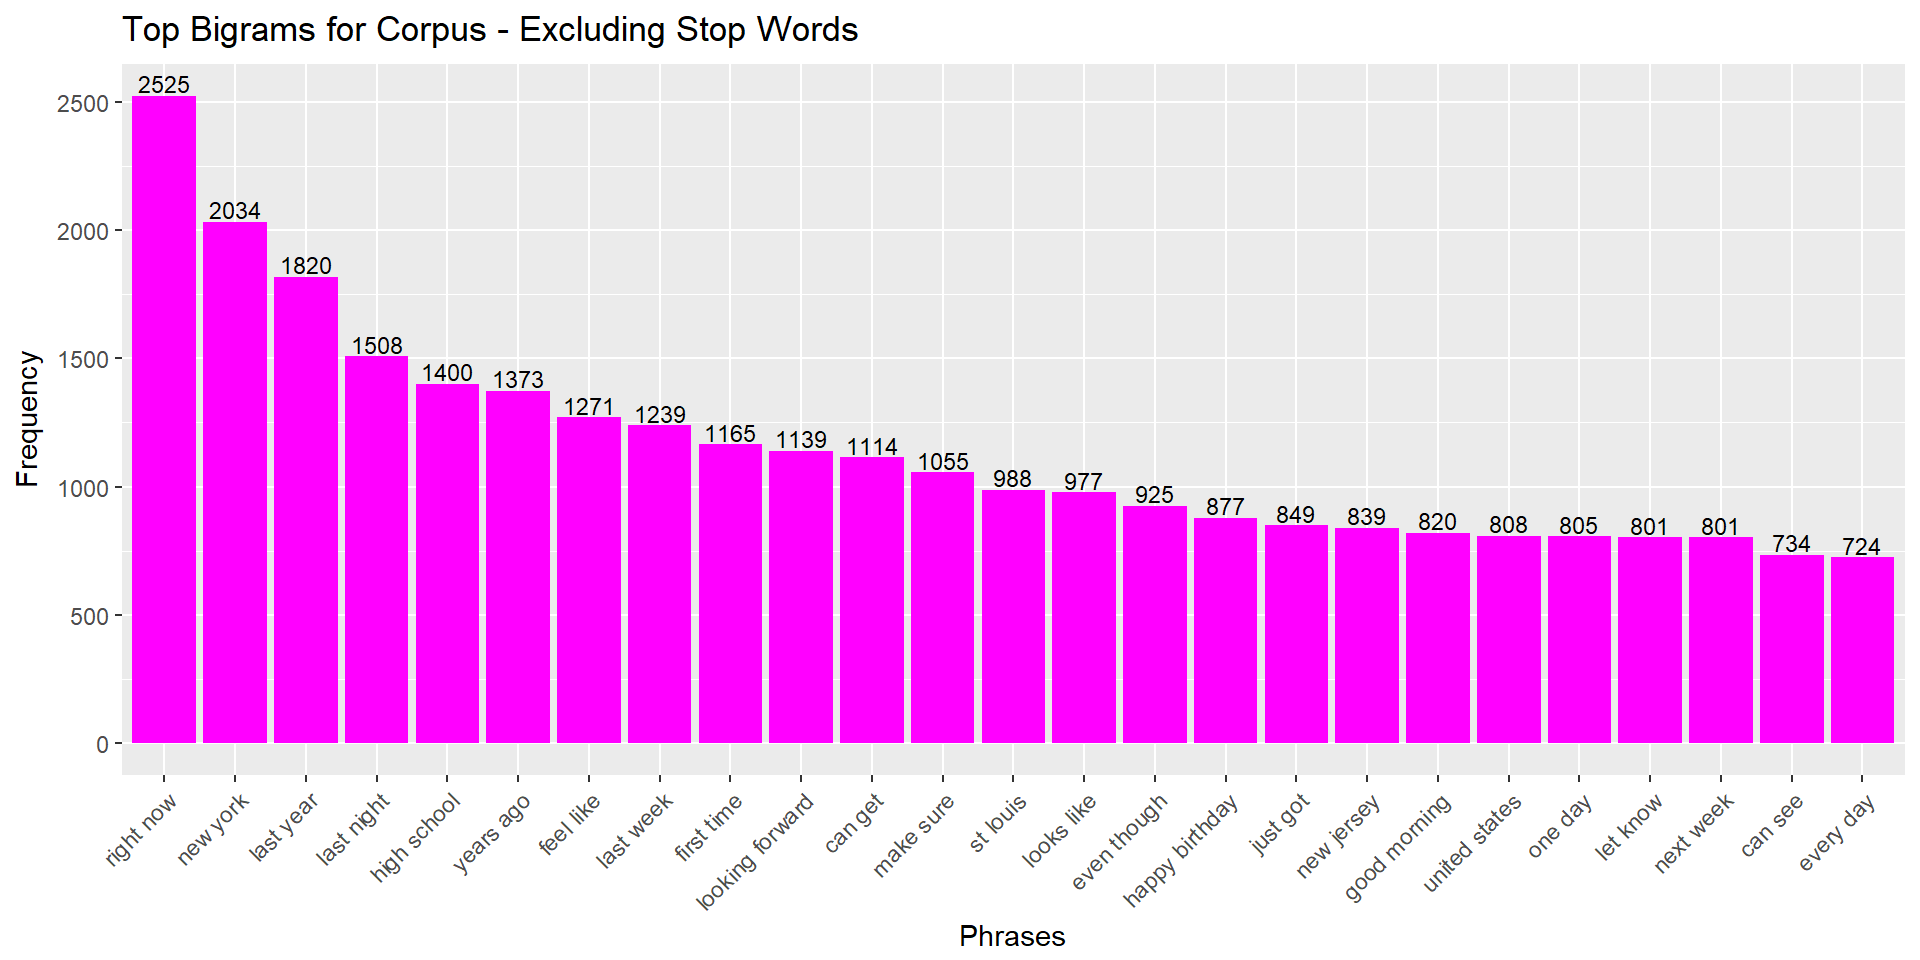 Top Bigrams for Corpus - Excluding Stop Words
Frequency
2500
2000
1500
1000
500
0
2525
2034
1820
1508
1400
1373
1271
1239
1165
1139
1114
1055
988
977
925
877
849
839
820
808
805
801
801
734
724
right now
new york
last year
last night
high school
years ago
feel like
last week
first time
looking forward
can get
make sure
st louis
looks like
even though
happy birthday
just got
new jersey
good morning
united states
one day
let know
next week
can see
every day
Phrases